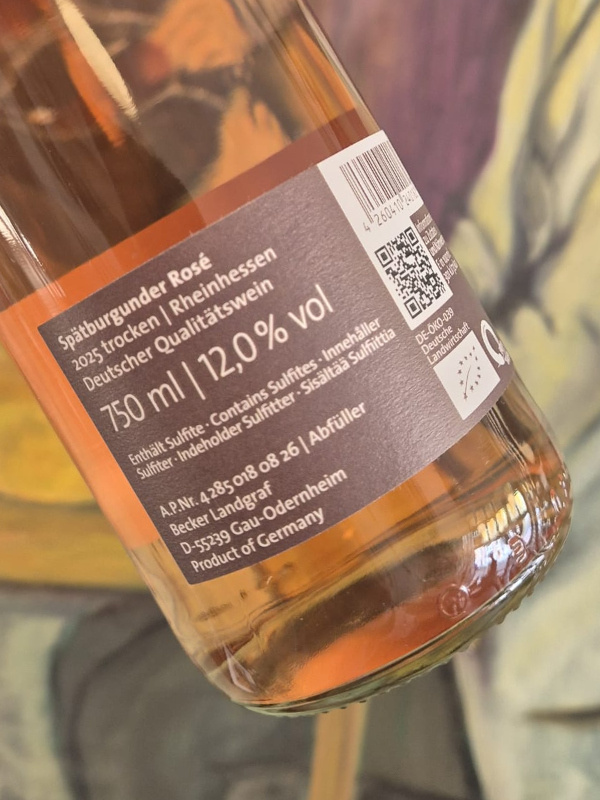 Spätburgunder Rosé
2025 trocken | Rheinhessen
Deutscher Qualitätswein
750 ml | 12,0 % vol
Enthält Sulfite · Contains Sulfites · Innehåller
Sulfiter · Indeholder Sulfitter · Sisältää Sulfiittia
A.P.Nr. 4 285 018 08 26 | Abfüller
Becker Landgraf
D-55239 Gau-Odernheim
Product of Germany
DE-ÖKO-039
Deutsche
Landwirtschaft